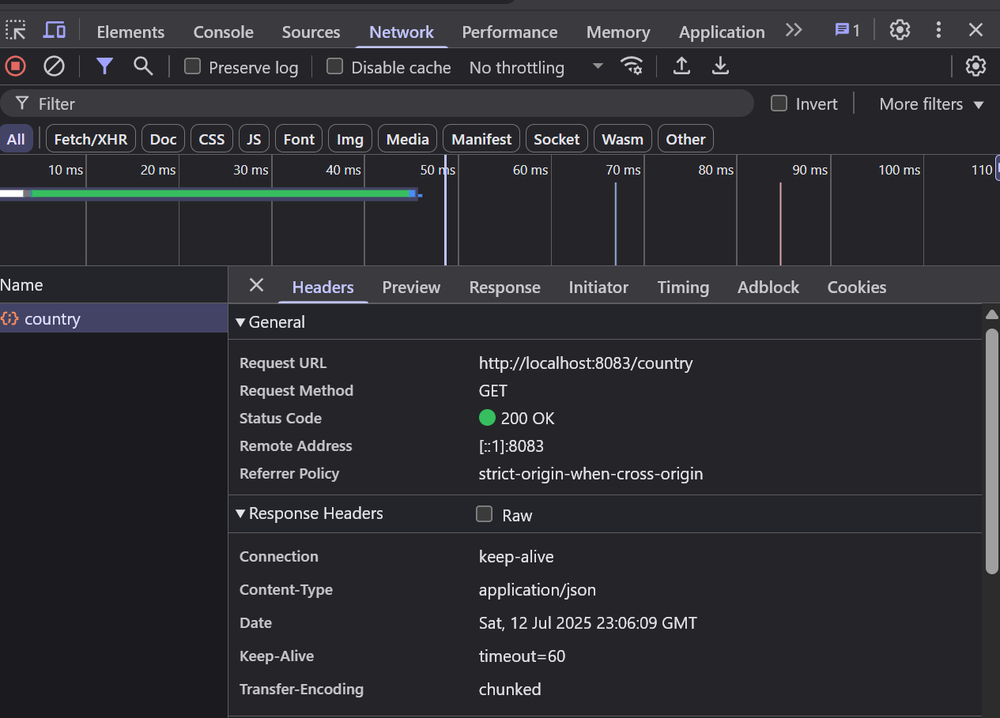 Elements Console Sources Network Performance Memory Application 1
Preserve log Disable cache No throttling
Filter Invert More filters
All Fetch/XHR Doc CSS JS Font Img Media Manifest Socket Wasm Other
10 ms 20 ms 30 ms 40 ms 50 ms 60 ms 70 ms 80 ms 90 ms 100 ms 110
Name
Headers Preview Response Initiator Timing Adblock Cookies
country
General
Request URL http://localhost:8083/country
Request Method GET
Status Code 200 OK
Remote Address [::1]:8083
Referrer Policy strict-origin-when-cross-origin
Response Headers Raw
Connection keep-alive
Content-Type application/json
Date Sat, 12 Jul 2025 23:06:09 GMT
Keep-Alive timeout=60
Transfer-Encoding chunked